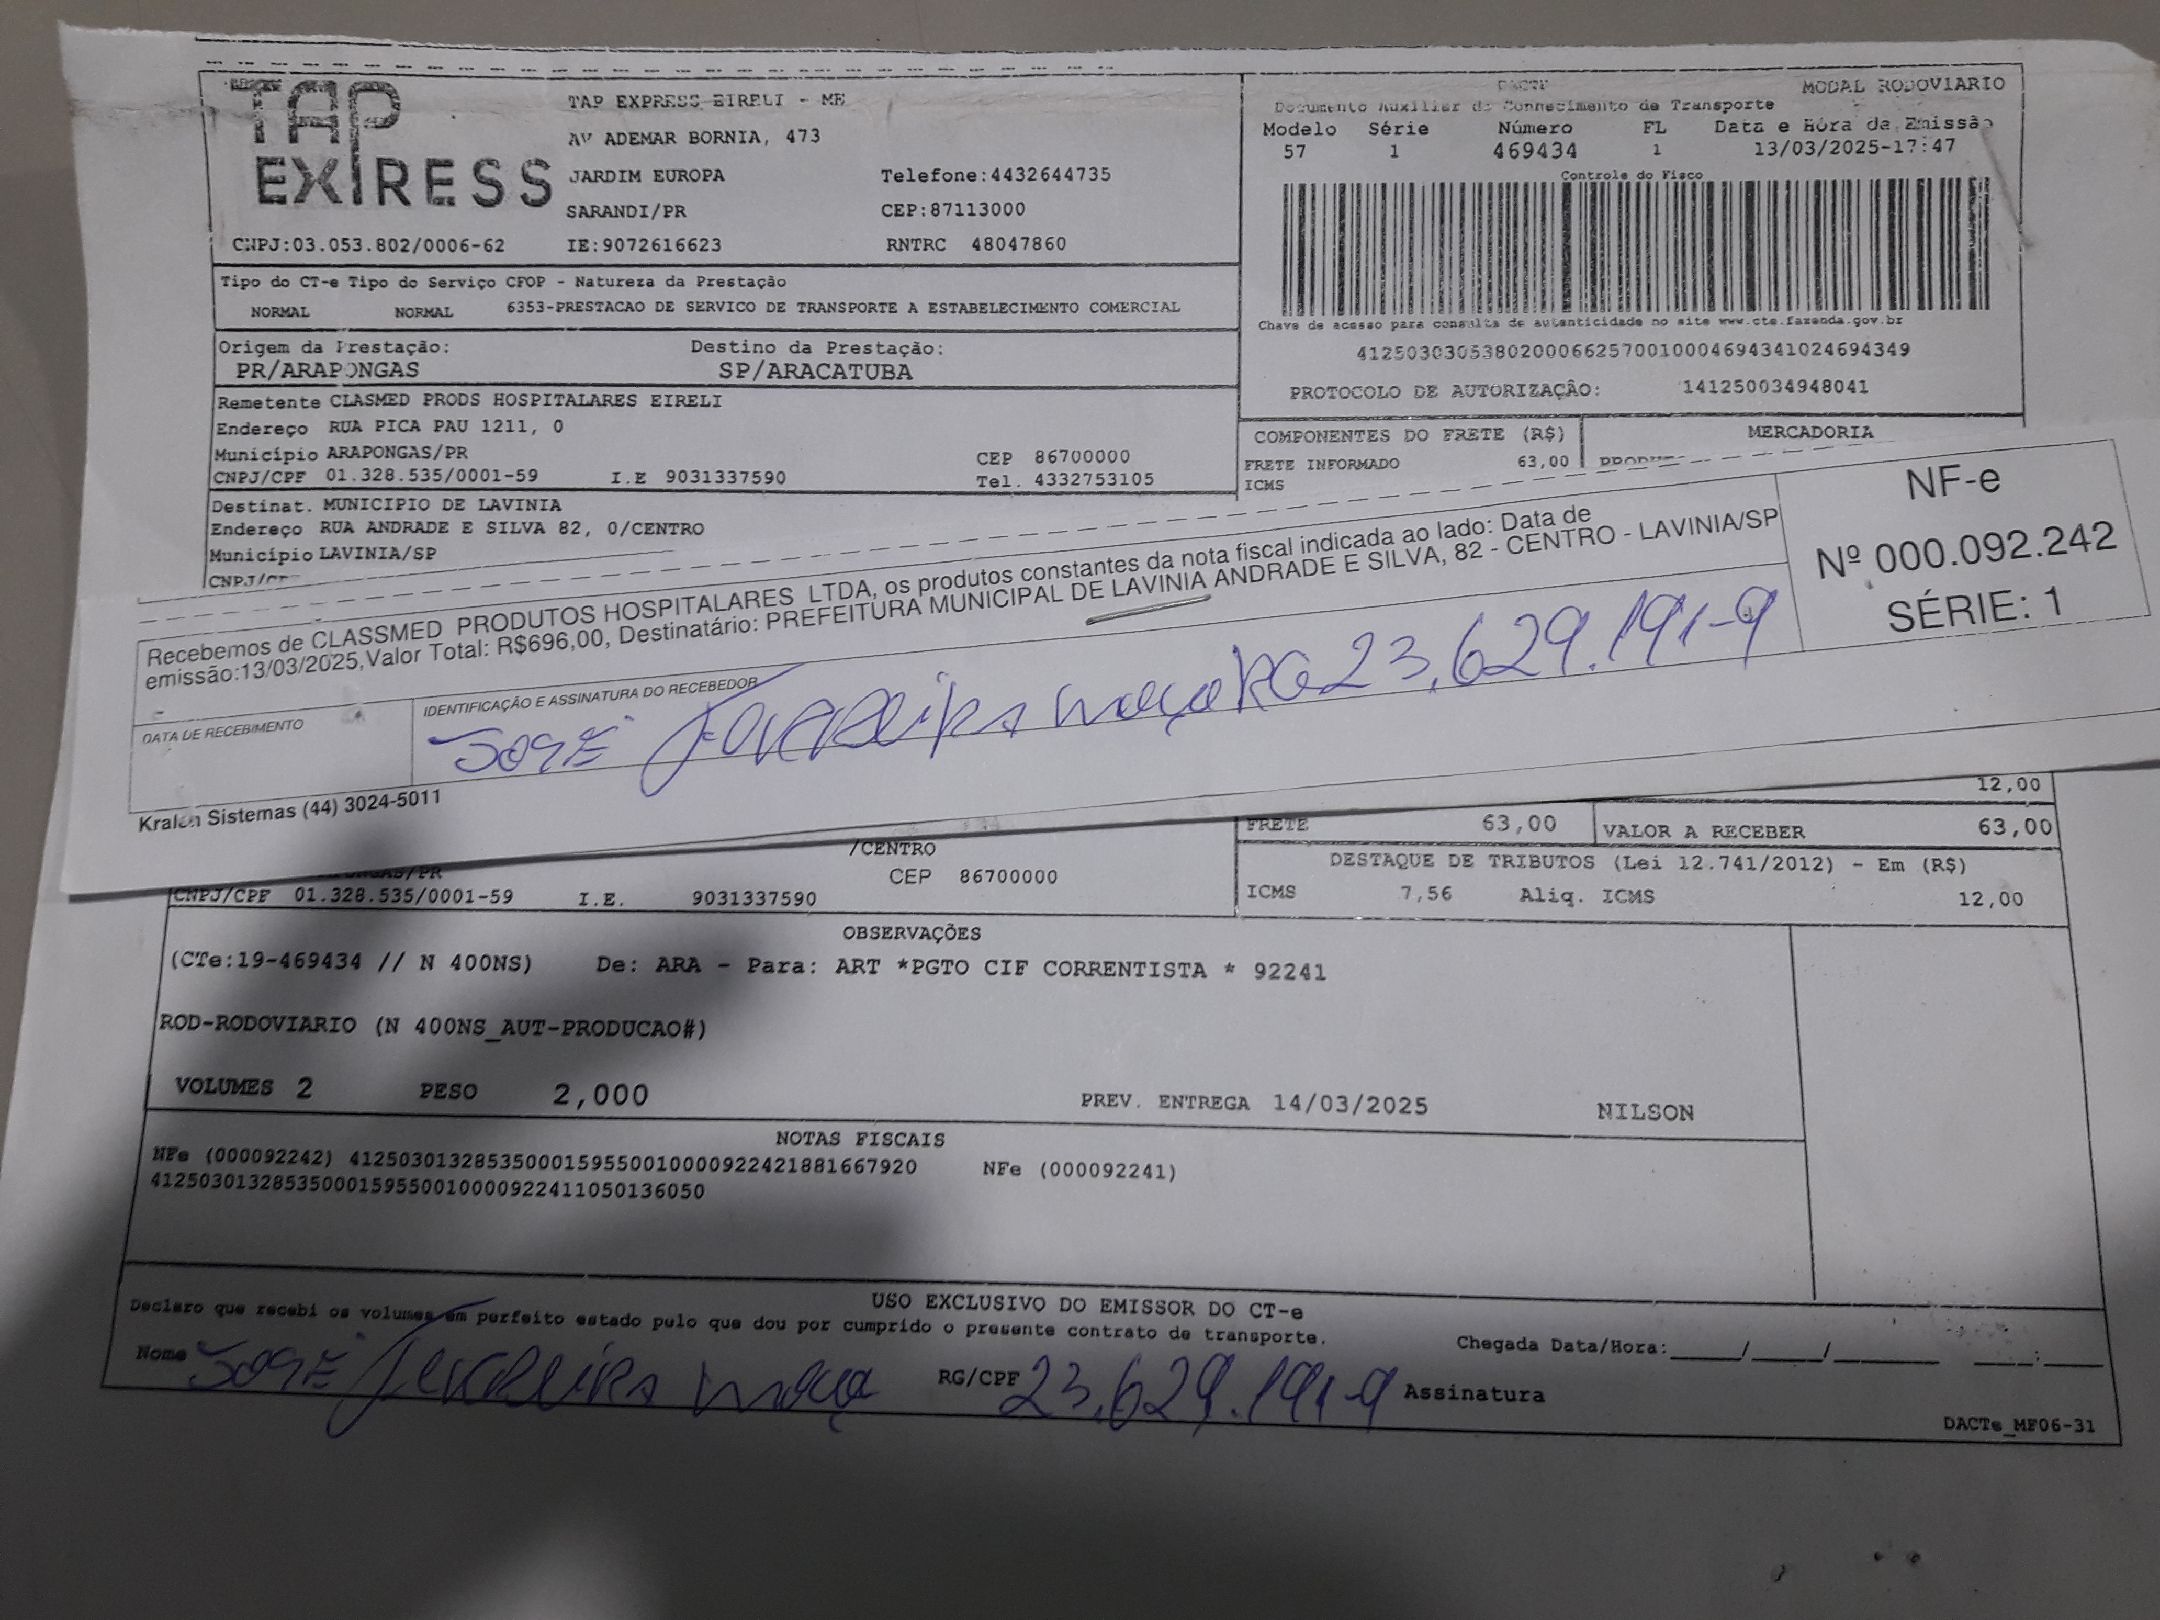 TAP EXPRESS
TAP EXPRESS EIRELI - ME
AV ADEMAR BORNIA, 473
JARDIM EUROPA Telefone:4432644735
SARANDI/PR CEP:87113000
CNPJ:03.053.802/0006-62 IE:9072616623 RNTRC 48047860
DACTE MODAL RODOVIARIO
Documento Auxiliar do Conhecimento de Transporte
Modelo Série Número FL Data e Hora da Emissão
57 1 469434 1 13/03/2025-17:47
Controle do Fisco
Tipo do CT-e Tipo do Serviço CFOP - Natureza da Prestação
NORMAL NORMAL 6353-PRESTACAO DE SERVICO DE TRANSPORTE A ESTABELECIMENTO COMERCIAL
Chave de acesso para consulta de autenticidade no site www.cte.fazenda.gov.br
41250303053802000662570010004694341024694349
PROTOCOLO DE AUTORIZAÇÃO: 141250034948041
Origem da Prestação: Destino da Prestação:
PR/ARAPONGAS SP/ARACATUBA
Remetente CLASMED PRODS HOSPITALARES EIRELI
Endereço RUA PICA PAU 1211, 0
Município ARAPONGAS/PR CEP 86700000
CNPJ/CPF 01.328.535/0001-59 I.E 9031337590 Tel. 4332753105
COMPONENTES DO FRETE (R$) MERCADORIA
FRETE INFORMADO 63,00
ICMS
Destinat. MUNICIPIO DE LAVINIA
Endereço RUA ANDRADE E SILVA 82, 0/CENTRO
Município LAVINIA/SP
Recebemos de CLASSMED PRODUTOS HOSPITALARES LTDA, os produtos constantes da nota fiscal indicada ao lado: Data de
emissão:13/03/2025,Valor Total: R$696,00, Destinatário: PREFEITURA MUNICIPAL DE LAVINIA ANDRADE E SILVA, 82 - CENTRO - LAVINIA/SP
NF-e
Nº 000.092.242
SÉRIE: 1
DATA DE RECEBIMENTO
IDENTIFICAÇÃO E ASSINATURA DO RECEBEDOR
JOSÉ Ferreira RG 23.629.191-9
Kralen Sistemas (44) 3024-5011
12,00
FRETE 63,00 VALOR A RECEBER 63,00
DESTAQUE DE TRIBUTOS (Lei 12.741/2012) - Em (R$)
ICMS 7,56 Aliq. ICMS 12,00
/CENTRO
CEP 86700000
CNPJ/CPF 01.328.535/0001-59 I.E. 9031337590
OBSERVAÇÕES
(CTe:19-469434 // N 400NS) De: ARA - Para: ART *PGTO CIF CORRENTISTA * 92241
ROD-RODOVIARIO (N 400NS_AUT-PRODUCAO#)
VOLUMES 2 PESO 2,000 PREV. ENTREGA 14/03/2025 NILSON
NOTAS FISCAIS
NFe (000092242) 41250301328535000159550010000922421881667920 NFe (000092241)
41250301328535000159550010000922411050136050
USO EXCLUSIVO DO EMISSOR DO CT-e
Declaro que recebi os volumes em perfeito estado pelo que dou por cumprido o presente contrato de transporte.
Chegada Data/Hora:____/____/______ ____:____
Nome JOSÉ Ferreira RG/CPF 23.629.191-9 Assinatura
DACTe_MF06-31